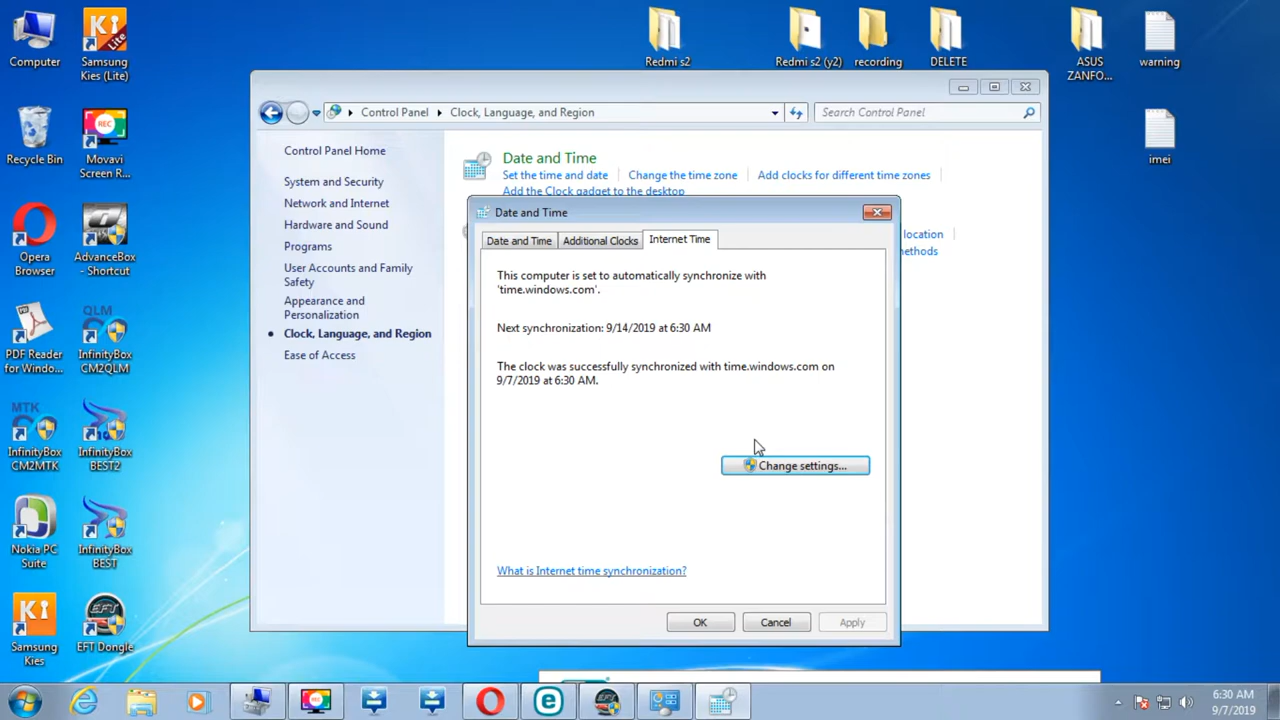 Computer
Samsung
Kies (Lite)
Redmi s2
Redmi s2 (y2)
recording
DELETE
ASUS
ZANFO...
warning
Recycle Bin
REC
Movavi
Screen R...
imei
Opera
Browser
AdvanceBox
- Shortcut
PDF Reader
for Windo...
QLM
InfinityBox
CM2QLM
MTK
InfinityBox
CM2MTK
InfinityBox
BEST2
Nokia PC
Suite
InfinityBox
BEST
Samsung
Kies
EFT Dongle
Control Panel
Clock, Language, and Region
Search Control Panel
Control Panel Home
System and Security
Network and Internet
Hardware and Sound
Programs
User Accounts and Family
Safety
Appearance and
Personalization
Clock, Language, and Region
Ease of Access
Date and Time
Set the time and date
Change the time zone
Add clocks for different time zones
Add the Clock gadget to the desktop
location
ethods
Date and Time
Date and Time
Additional Clocks
Internet Time
This computer is set to automatically synchronize with
'time.windows.com'.
Next synchronization: 9/14/2019 at 6:30 AM
The clock was successfully synchronized with time.windows.com on
9/7/2019 at 6:30 AM.
Change settings...
What is Internet time synchronization?
OK
Cancel
Apply
6:30 AM
9/7/2019